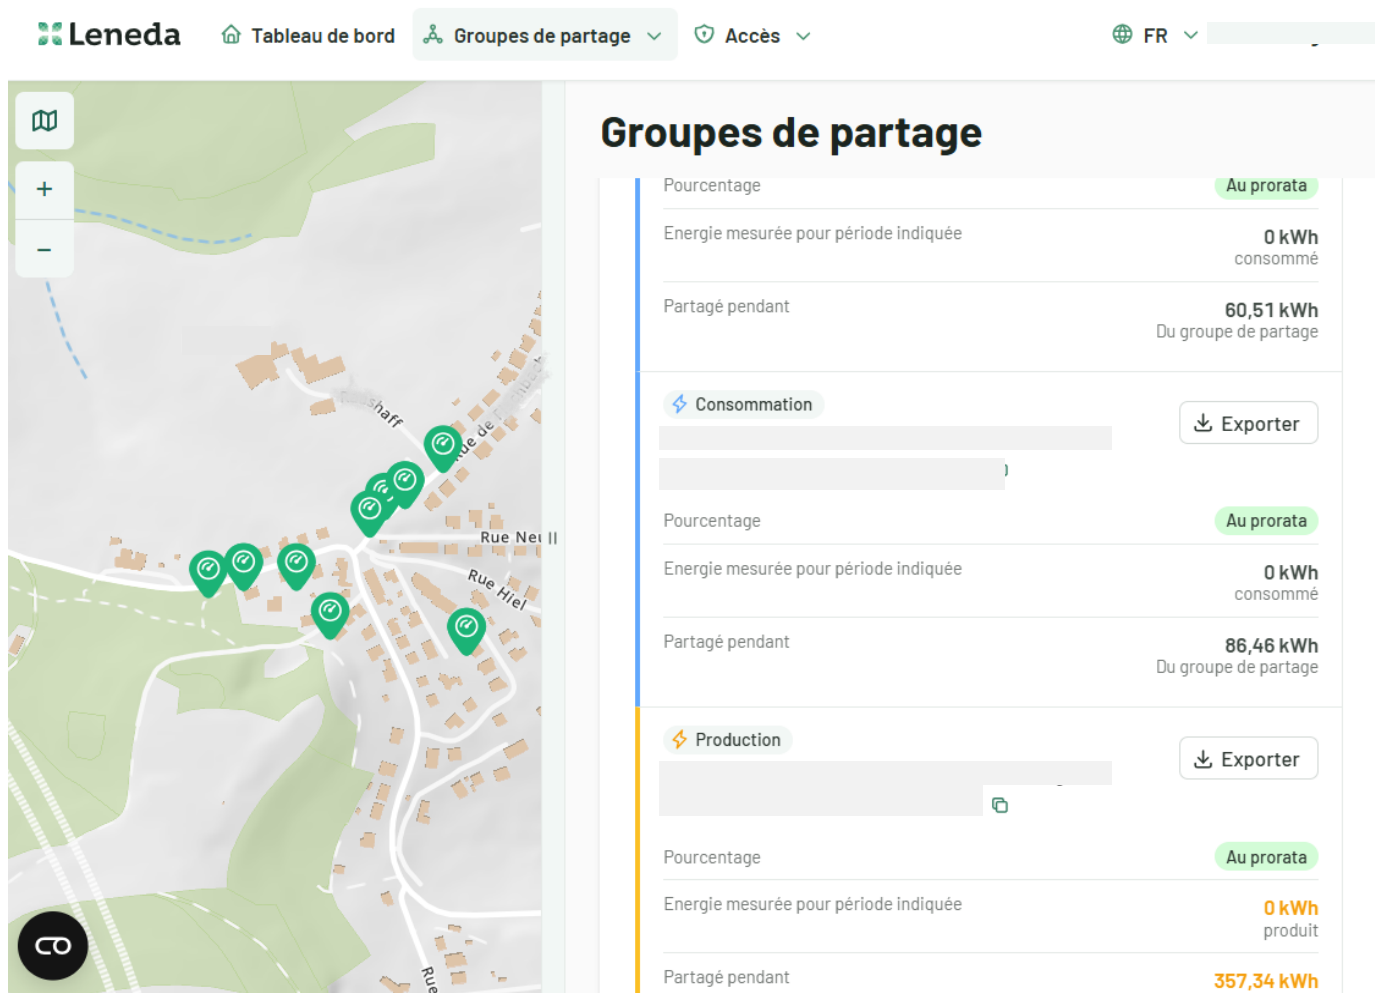 Leneda
Tableau de bord
Groupes de partage
Accès
FR
Groupes de partage
Pourcentage
Au prorata
Energie mesurée pour période indiquée
0 kWh
consommé
Partagé pendant
60,51 kWh
Du groupe de partage
Consommation
Exporter
Pourcentage
Au prorata
Energie mesurée pour période indiquée
0 kWh
consommé
Partagé pendant
86,46 kWh
Du groupe de partage
Production
Exporter
Pourcentage
Au prorata
Energie mesurée pour période indiquée
0 kWh
produit
Partagé pendant
357,34 kWh
+
−
Rue de
Rue
Rue Hiel
Rue